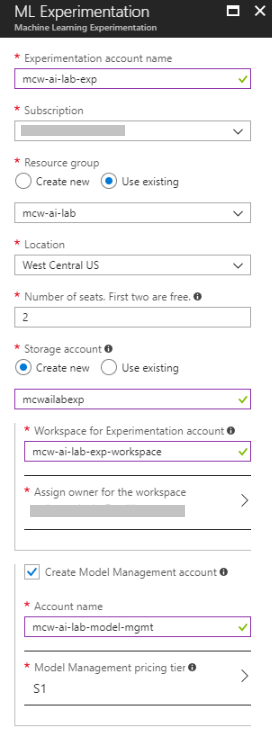 ML Experimentation
Machine Learning Experimentation
* Experimentation account name
mcw-ai-lab-exp
* Subscription
* Resource group
Create new Use existing
mcw-ai-lab
* Location
West Central US
* Number of seats. First two are free.
2
* Storage account
Create new Use existing
mcwailabexp
* Workspace for Experimentation account
mcw-ai-lab-exp-workspace
* Assign owner for the workspace
Create Model Management account
* Account name
mcw-ai-lab-model-mgmt
* Model Management pricing tier
S1